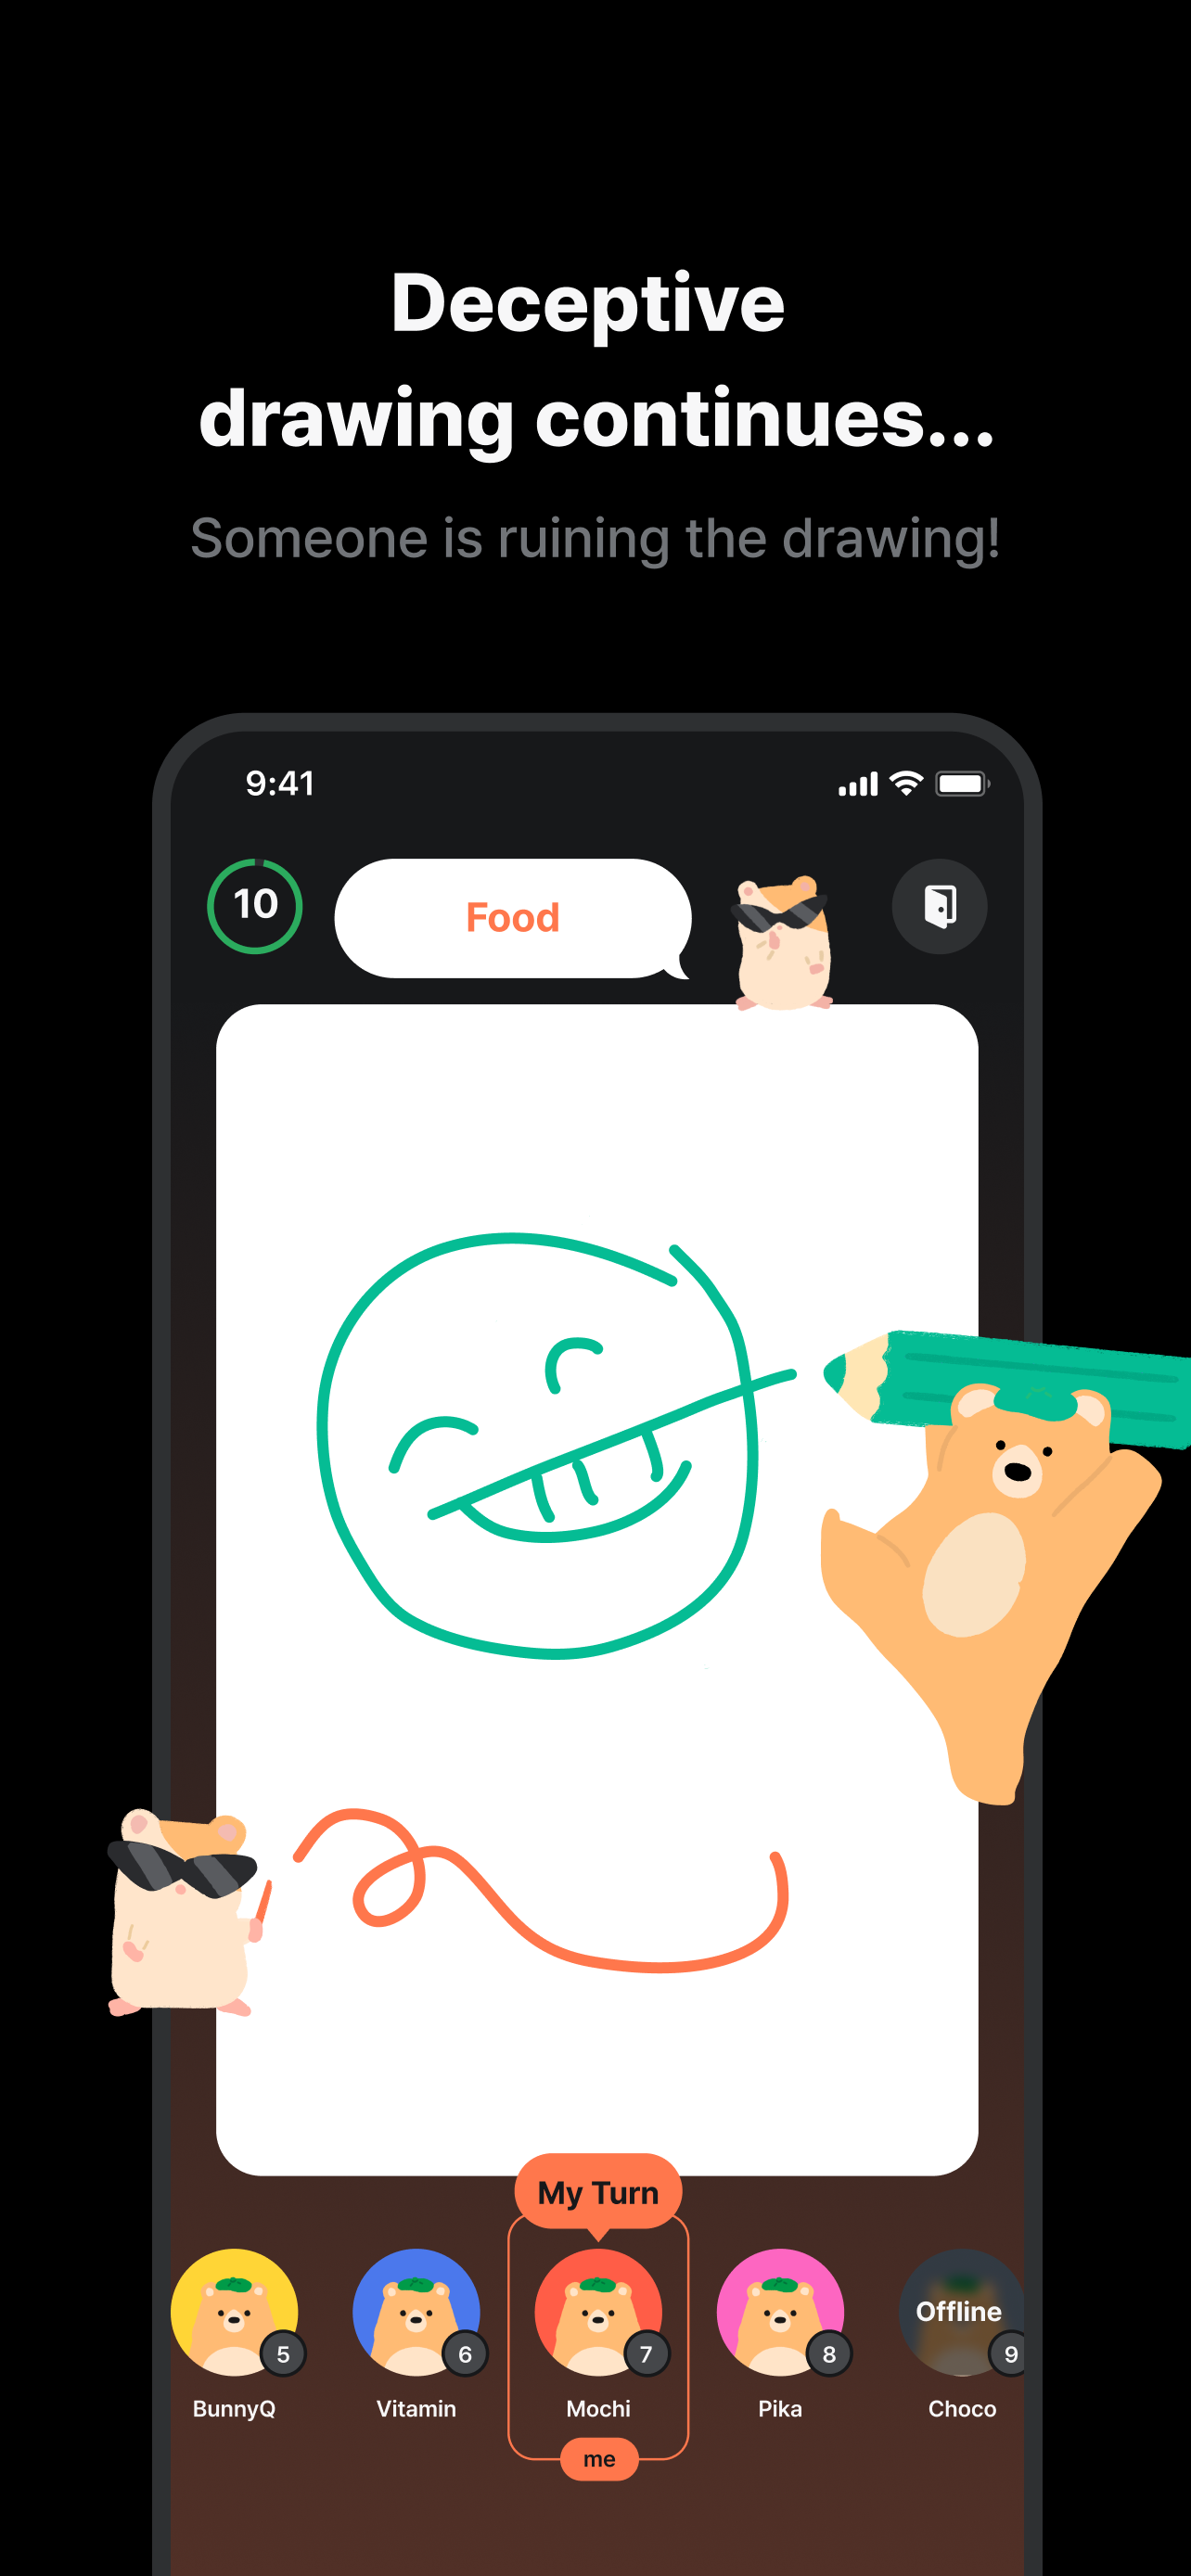 Deceptive
drawing continues...
Someone is ruining the drawing!
9:41
10
Food
My Turn
Offline
5
6
7
8
9
BunnyQ
Vitamin
Mochi
Pika
Choco
me